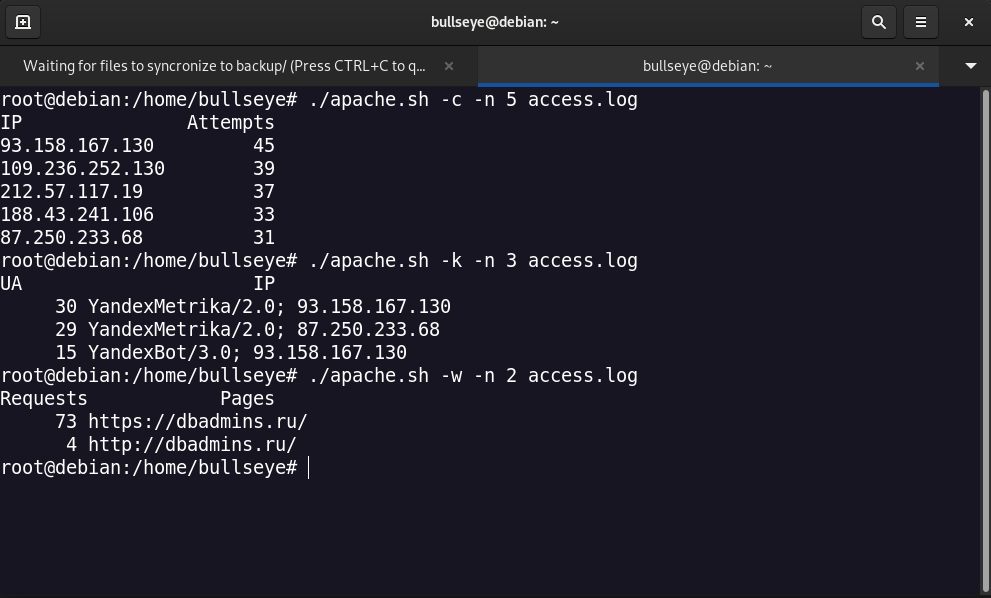 bullseye@debian: ~
Waiting for files to syncronize to backup/ (Press CTRL+C to q...
bullseye@debian: ~
root@debian:/home/bullseye# ./apache.sh -c -n 5 access.log
IP               Attempts
93.158.167.130         45
109.236.252.130        39
212.57.117.19          37
188.43.241.106         33
87.250.233.68          31
root@debian:/home/bullseye# ./apache.sh -k -n 3 access.log
UA                     IP
     30 YandexMetrika/2.0; 93.158.167.130
     29 YandexMetrika/2.0; 87.250.233.68
     15 YandexBot/3.0; 93.158.167.130
root@debian:/home/bullseye# ./apache.sh -w -n 2 access.log
Requests            Pages
     73 https://dbadmins.ru/
      4 http://dbadmins.ru/
root@debian:/home/bullseye#